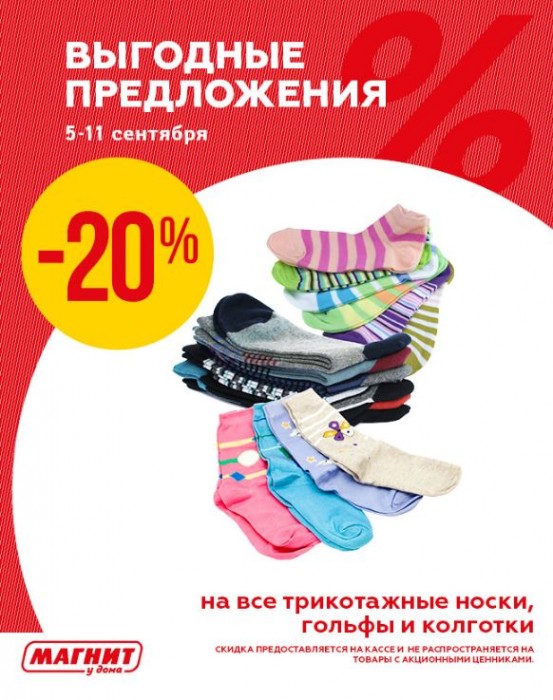 ВЫГОДНЫЕ
ПРЕДЛОЖЕНИЯ
5-11 сентября
%
-20%
на все трикотажные носки,
гольфы и колготки
СКИДКА ПРЕДОСТАВЛЯЕТСЯ НА КАССЕ И НЕ РАСПРОСТРАНЯЕТСЯ НА
ТОВАРЫ С АКЦИОННЫМИ ЦЕННИКАМИ.
МАГНИТ
у дома